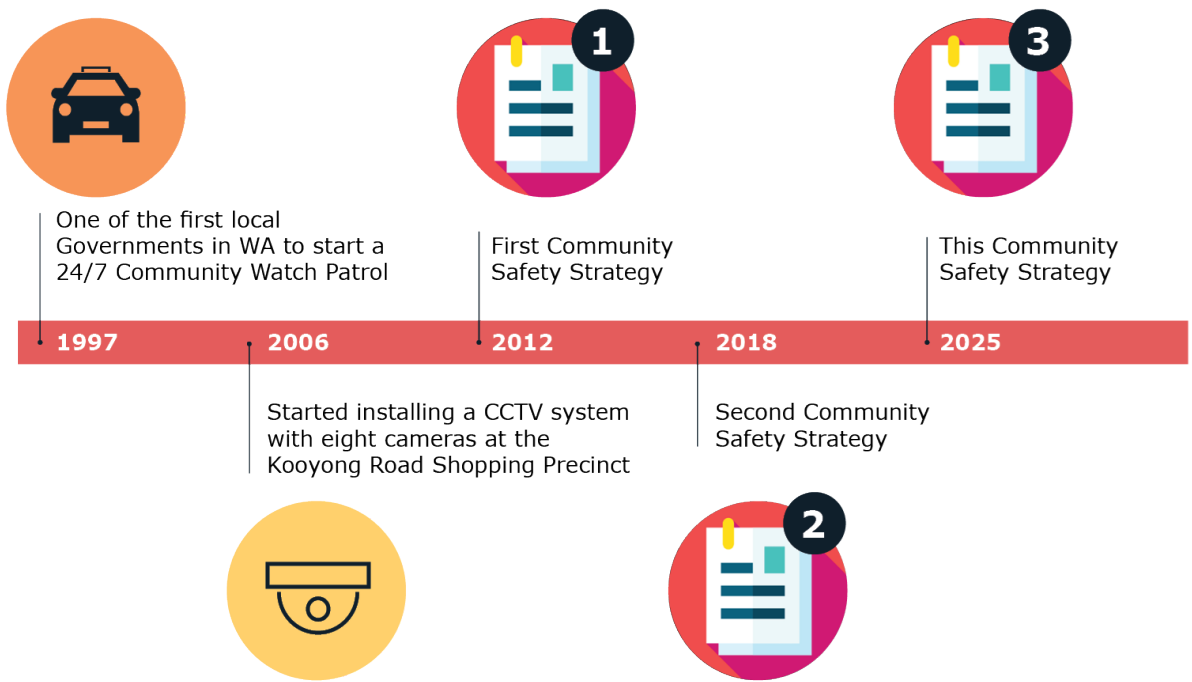 1
3
One of the first local
Governments in WA to start a
24/7 Community Watch Patrol
First Community
Safety Strategy
This Community
Safety Strategy
1997
2006
2012
2018
2025
Started installing a CCTV system
with eight cameras at the
Kooyong Road Shopping Precinct
Second Community
Safety Strategy
2